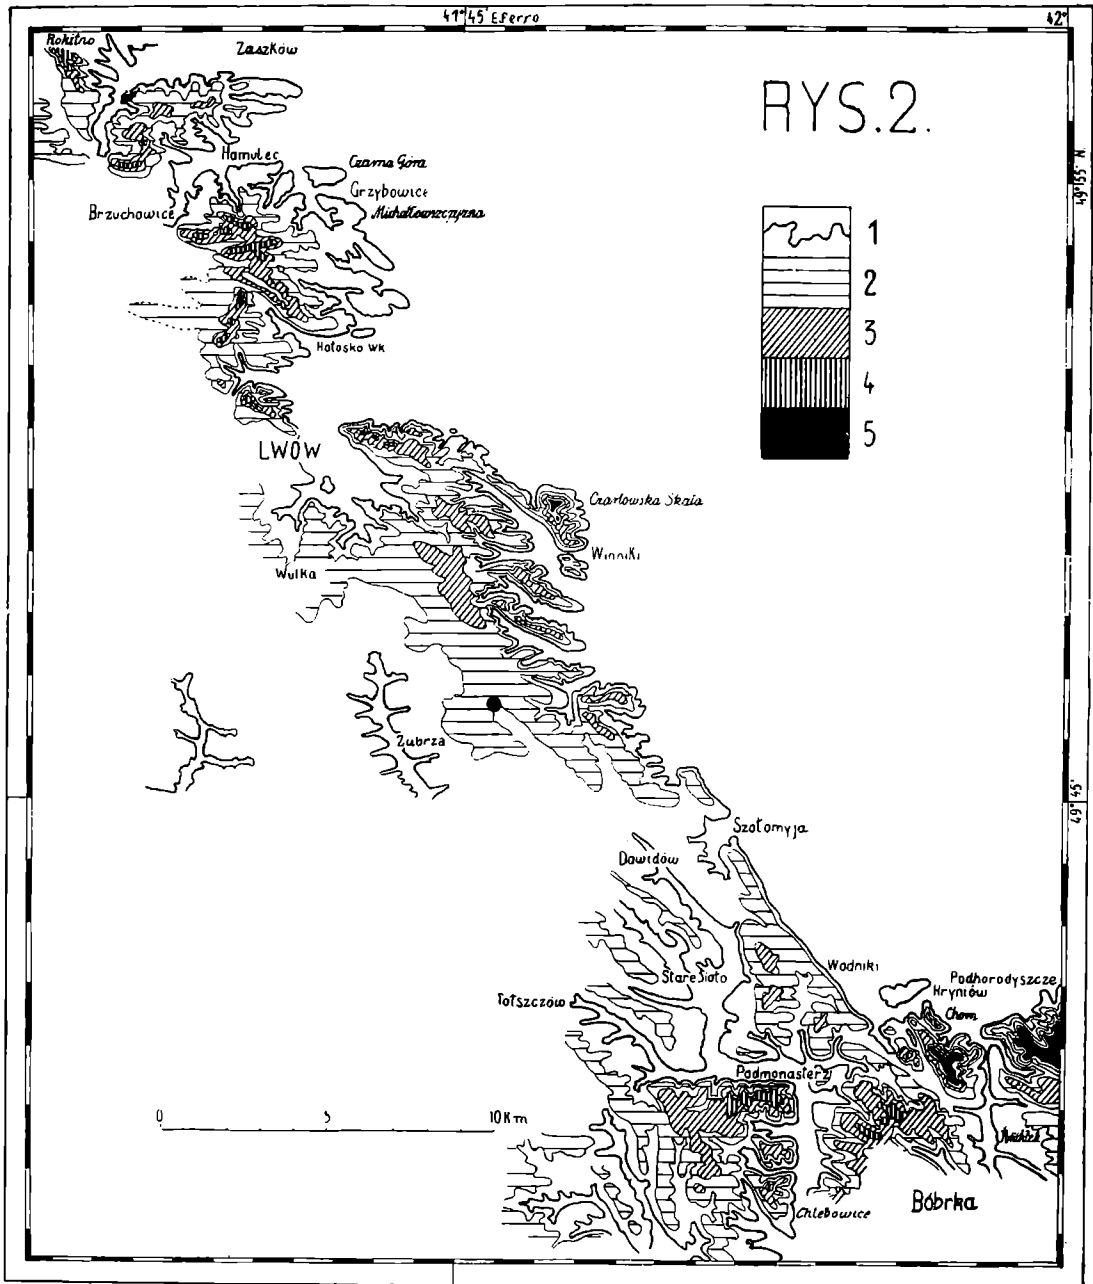 41°45' E.Ferro
42°
Rokitno
Zaszków
RYS.2.
49°55' N.
Hamulec
Czarna Góra
Grzybowice
Brzuchowice
Michałowszczyzna
1
2
3
4
5
Hołosko Wk
LWÓW
Czartowska Skała
Winniki
Wulka
Zubrza
49°45'
Szołomyja
Dawidów
Stare Sioło
Wodniki
Podhorodyszcze
Hryniów
Chom
Tołszczów
Podmonasterz
0
5
10 Km
Chlebowice
Bóbrka